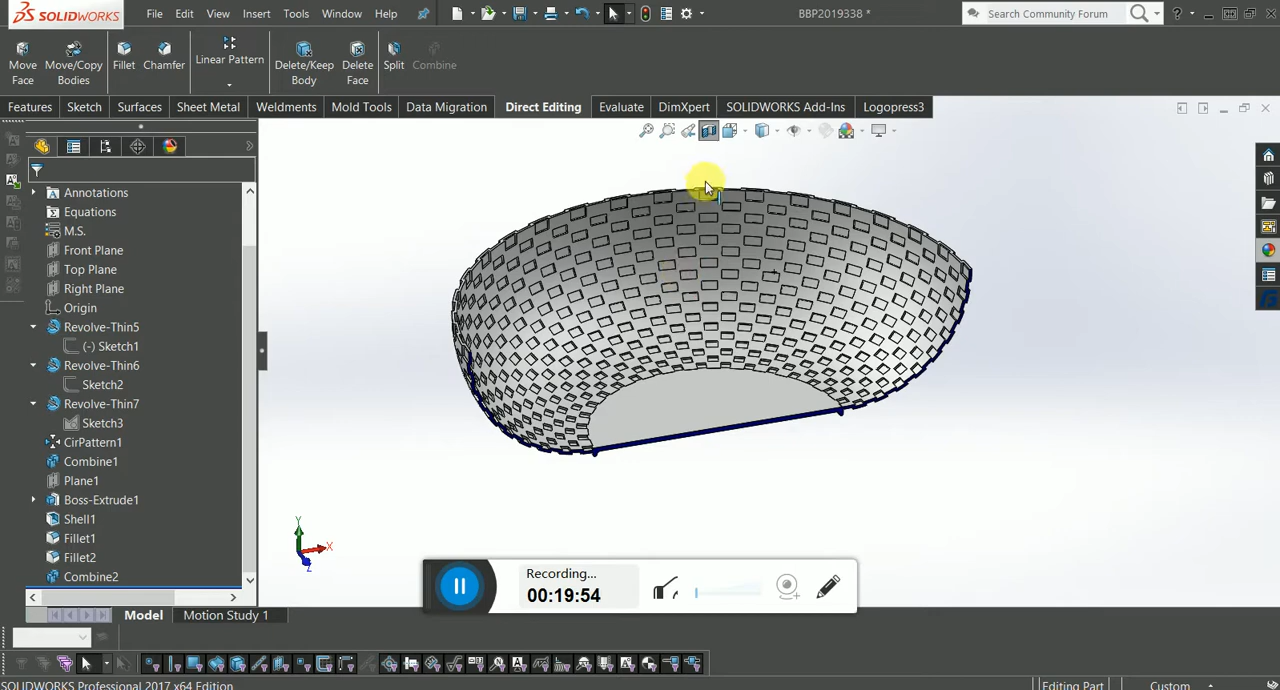 SOLIDWORKS File Edit View Insert Tools Window Help BBP2019338 * Search Community Forum ?
Move Face Move/Copy Bodies Fillet Chamfer Linear Pattern Delete/Keep Body Delete Face Split Combine
Features Sketch Surfaces Sheet Metal Weldments Mold Tools Data Migration Direct Editing Evaluate DimXpert SOLIDWORKS Add-Ins Logopress3
Annotations
Equations
M.S.
Front Plane
Top Plane
Right Plane
Origin
Revolve-Thin5
(-) Sketch1
Revolve-Thin6
Sketch2
Revolve-Thin7
Sketch3
CirPattern1
Combine1
Plane1
Boss-Extrude1
Shell1
Fillet1
Fillet2
Combine2
Y
X
Z
Recording...
00:19:54
Model Motion Study 1
SOLIDWORKS Professional 2017 x64 Edition Editing Part Custom